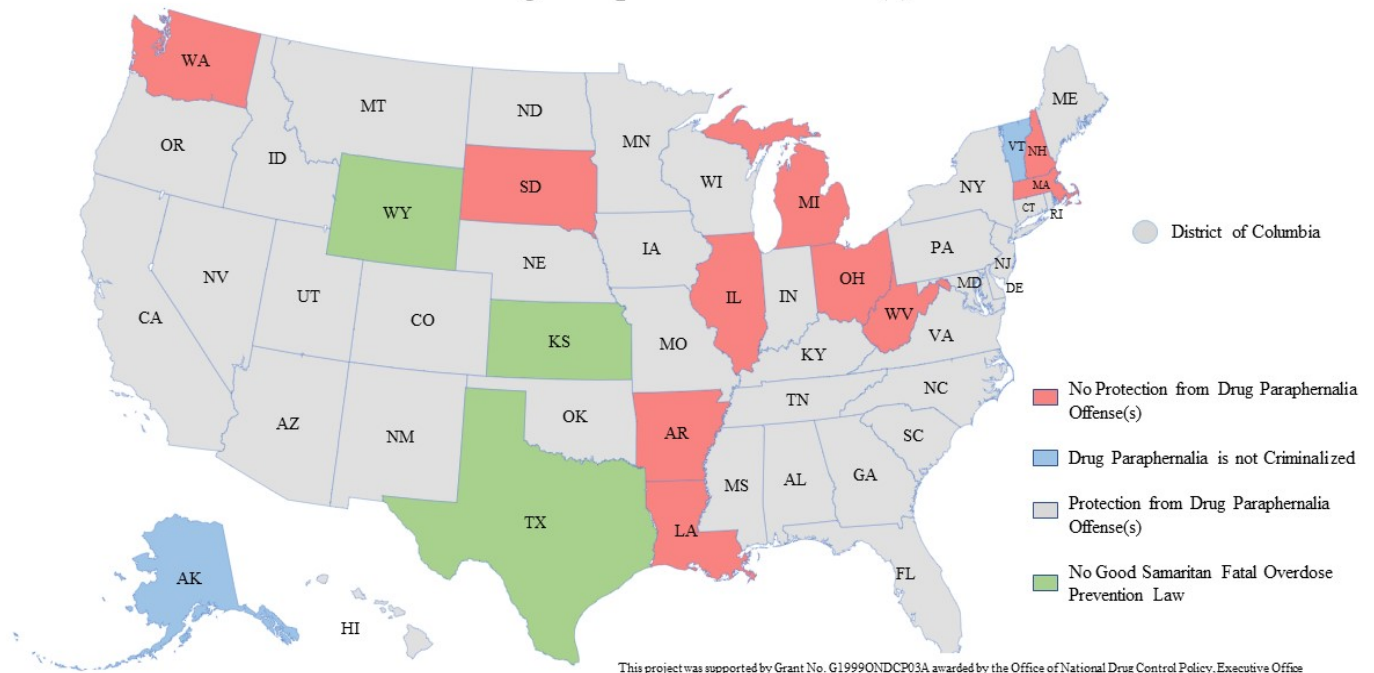 WA
MT
ND
MN
ME
OR
ID
SD
WI
MI
NY
VT
NH
MA
CT
RI
WY
IA
PA
NJ
District of Columbia
NV
UT
CO
NE
IL
IN
OH
MD
DE
WV
VA
CA
KS
MO
KY
NC
TN
AZ
NM
OK
AR
SC
MS
AL
GA
TX
LA
FL
AK
HI
No Protection from Drug Paraphernalia
Offense(s)
Drug Paraphernalia is not Criminalized
Protection from Drug Paraphernalia
Offense(s)
No Good Samaritan Fatal Overdose
Prevention Law
This project was supported by Grant No. G1999ONDCP03A awarded by the Office of National Drug Control Policy, Executive Office